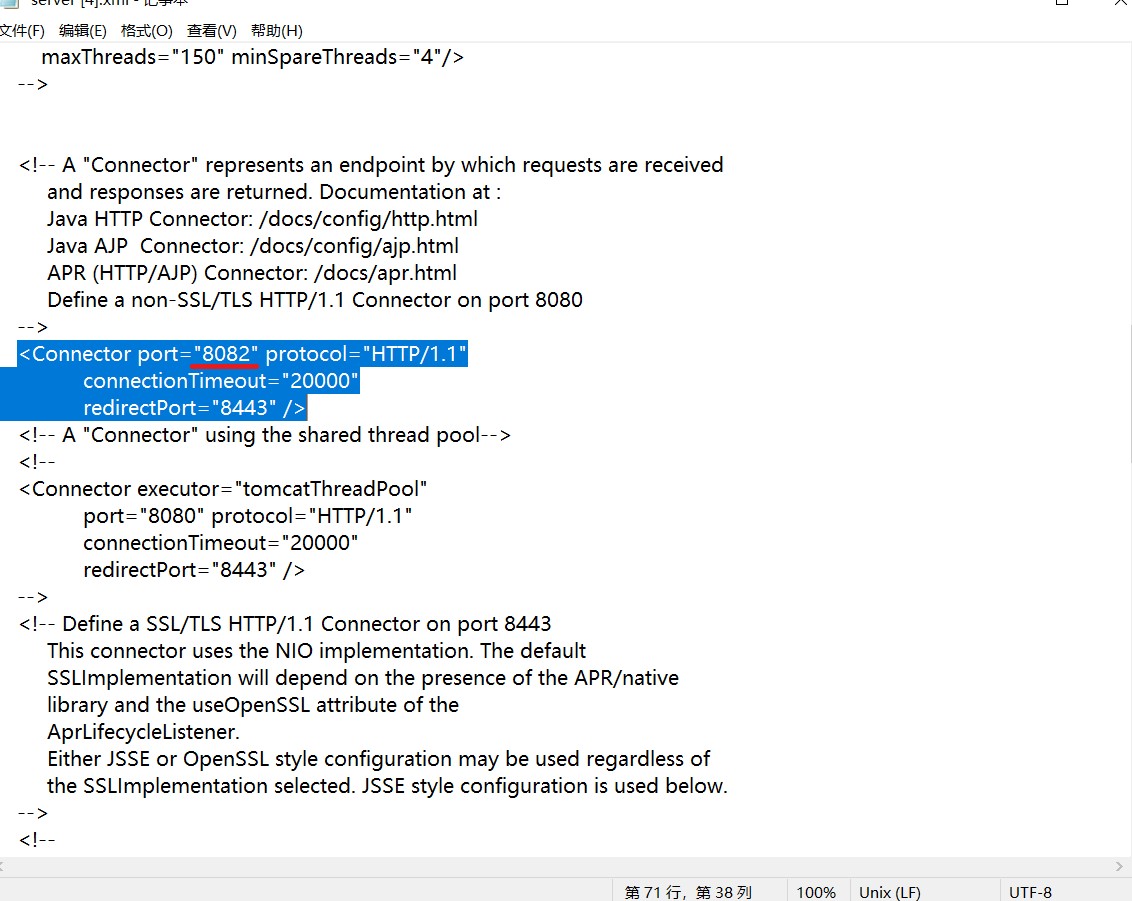 server [4].xml - 记事本
文件(F) 编辑(E) 格式(O) 查看(V) 帮助(H)
maxThreads="150" minSpareThreads="4"/>
-->
<!-- A "Connector" represents an endpoint by which requests are received
and responses are returned. Documentation at :
Java HTTP Connector: /docs/config/http.html
Java AJP  Connector: /docs/config/ajp.html
APR (HTTP/AJP) Connector: /docs/apr.html
Define a non-SSL/TLS HTTP/1.1 Connector on port 8080
-->
<Connector port="8082" protocol="HTTP/1.1"
connectionTimeout="20000"
redirectPort="8443" />
<!-- A "Connector" using the shared thread pool-->
<!--
<Connector executor="tomcatThreadPool"
port="8080" protocol="HTTP/1.1"
connectionTimeout="20000"
redirectPort="8443" />
-->
<!-- Define a SSL/TLS HTTP/1.1 Connector on port 8443
This connector uses the NIO implementation. The default
SSLImplementation will depend on the presence of the APR/native
library and the useOpenSSL attribute of the
AprLifecycleListener.
Either JSSE or OpenSSL style configuration may be used regardless of
the SSLImplementation selected. JSSE style configuration is used below.
-->
<!--
第 71 行，第 38 列 100% Unix (LF) UTF-8